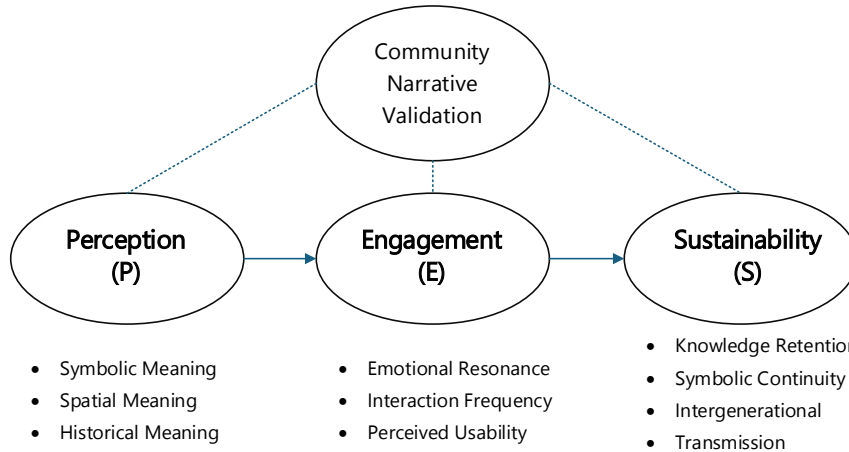 Community
Narrative
Validation
Perception
(P)
Engagement
(E)
Sustainability
(S)
• Symbolic Meaning
• Spatial Meaning
• Historical Meaning
• Emotional Resonance
• Interaction Frequency
• Perceived Usability
• Knowledge Retention
• Symbolic Continuity
• Intergenerational
• Transmission